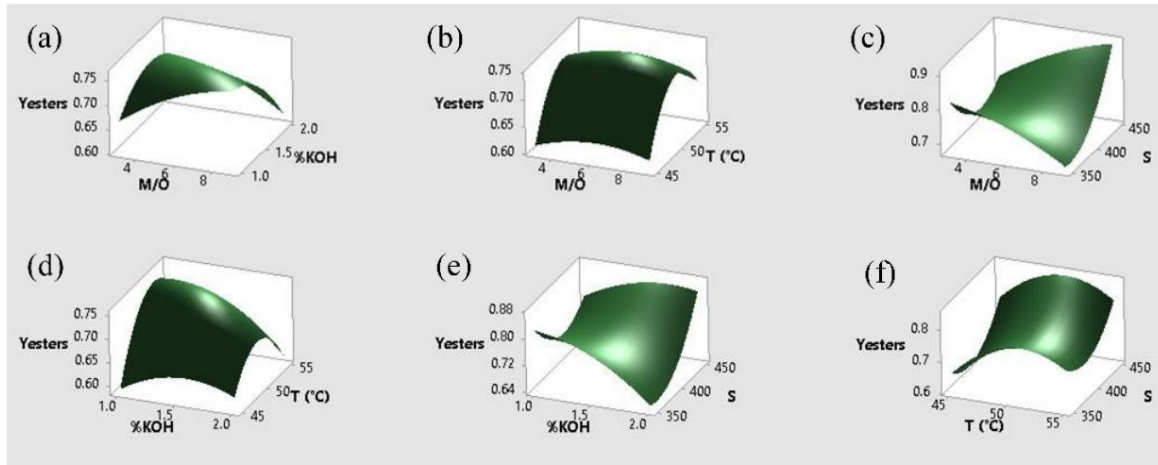 (a)
0.75
0.70
0.65
0.60
Yesters
4
6
8
M/O
2.0
1.5
1.0
%KOH
(b)
0.75
0.70
0.65
0.60
Yesters
4
6
8
M/O
55
50
45
T (°C)
(c)
0.9
0.8
0.7
Yesters
4
6
8
M/O
450
400
350
S
(d)
0.75
0.70
0.65
0.60
Yesters
1.0
1.5
2.0
%KOH
55
50
45
T (°C)
(e)
0.88
0.80
0.72
0.64
Yesters
1.0
1.5
2.0
%KOH
450
400
350
S
(f)
0.8
0.7
0.6
Yesters
45
50
55
T (°C)
450
400
350
S